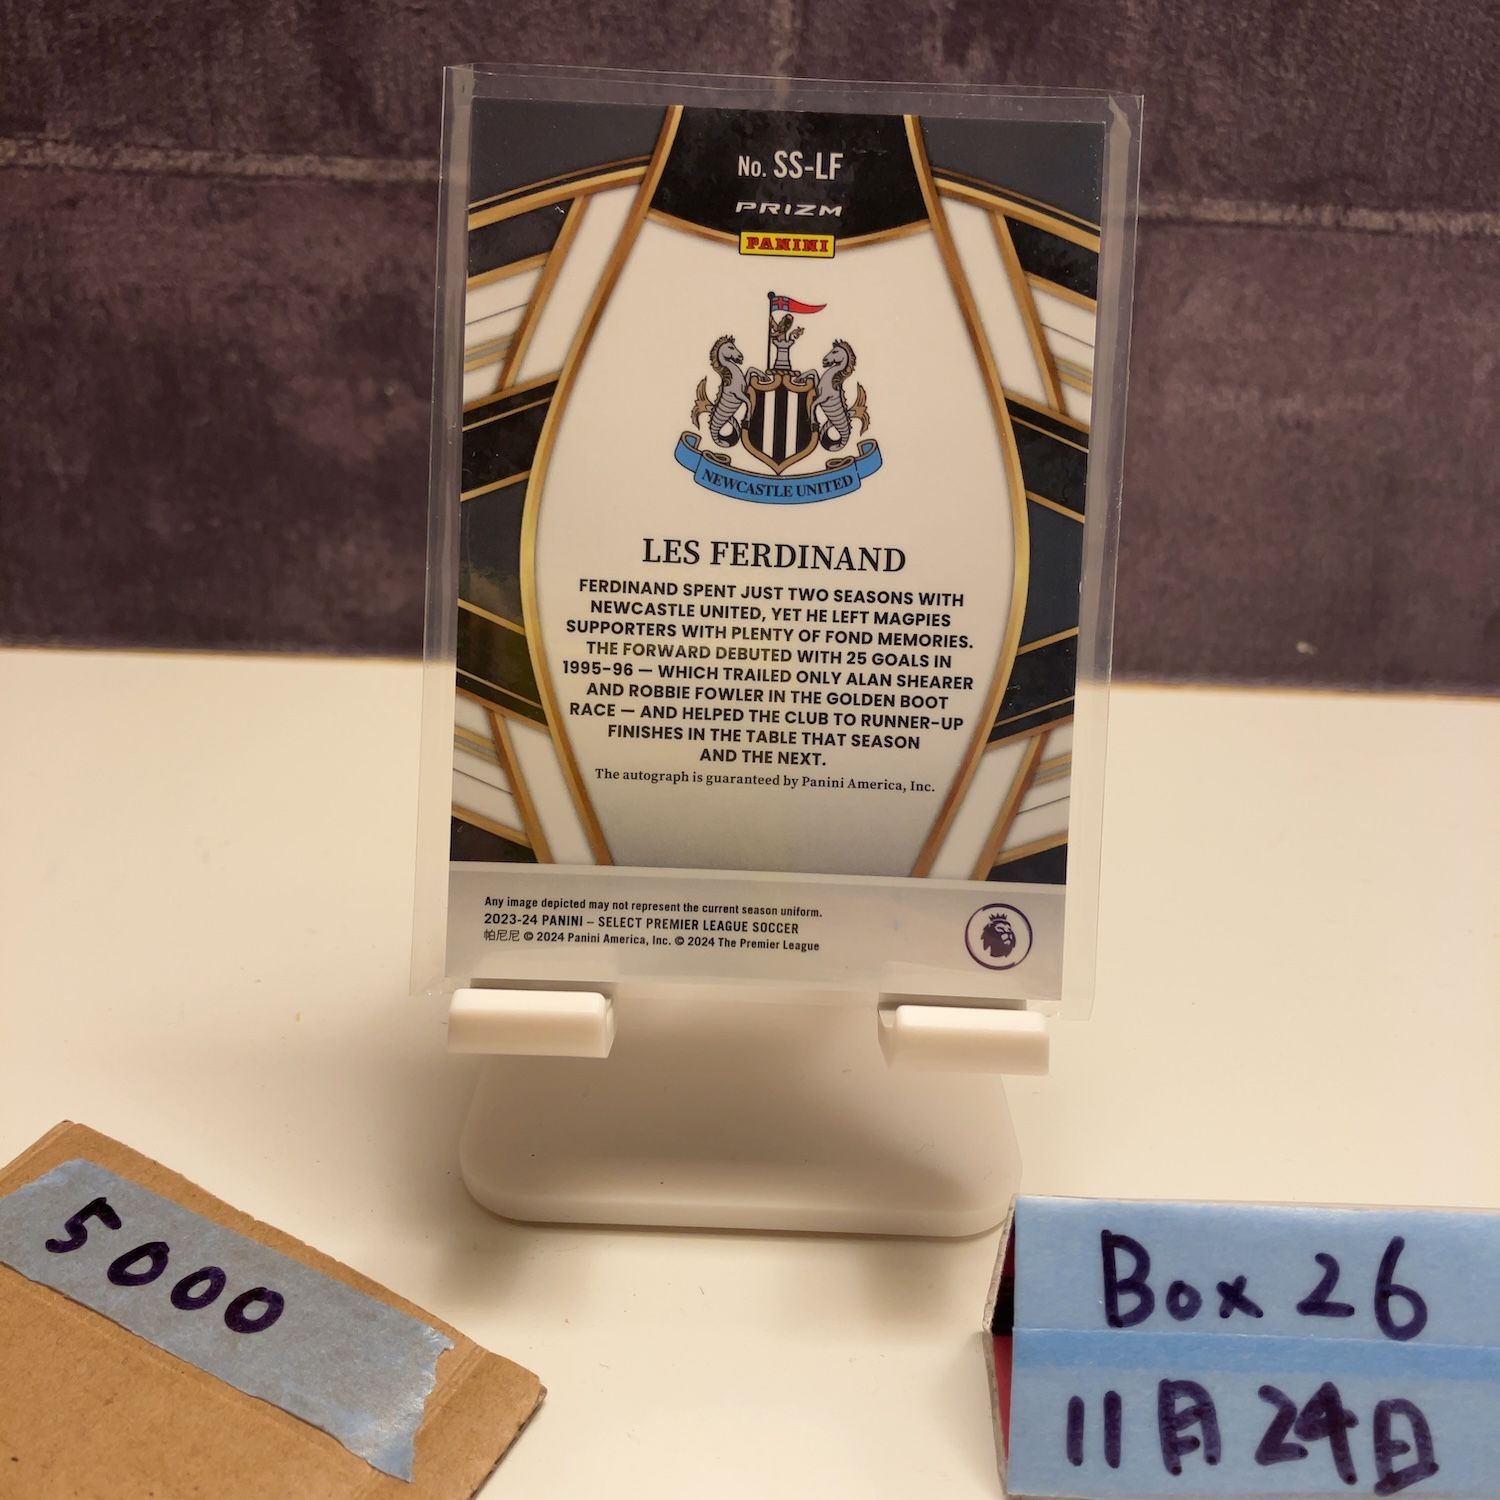 No. SS-LF
PRIZM
PANINI
NEWCASTLE UNITED
LES FERDINAND
FERDINAND SPENT JUST TWO SEASONS WITH
NEWCASTLE UNITED, YET HE LEFT MAGPIES
SUPPORTERS WITH PLENTY OF FOND MEMORIES.
THE FORWARD DEBUTED WITH 25 GOALS IN
1995-96 — WHICH TRAILED ONLY ALAN SHEARER
AND ROBBIE FOWLER IN THE GOLDEN BOOT
RACE — AND HELPED THE CLUB TO RUNNER-UP
FINISHES IN THE TABLE THAT SEASON
AND THE NEXT.
The autograph is guaranteed by Panini America, Inc.
Any image depicted may not represent the current season uniform.
2023-24 PANINI – SELECT PREMIER LEAGUE SOCCER
帕尼尼 © 2024 Panini America, Inc. © 2024 The Premier League
5000
Box 26
11月24日